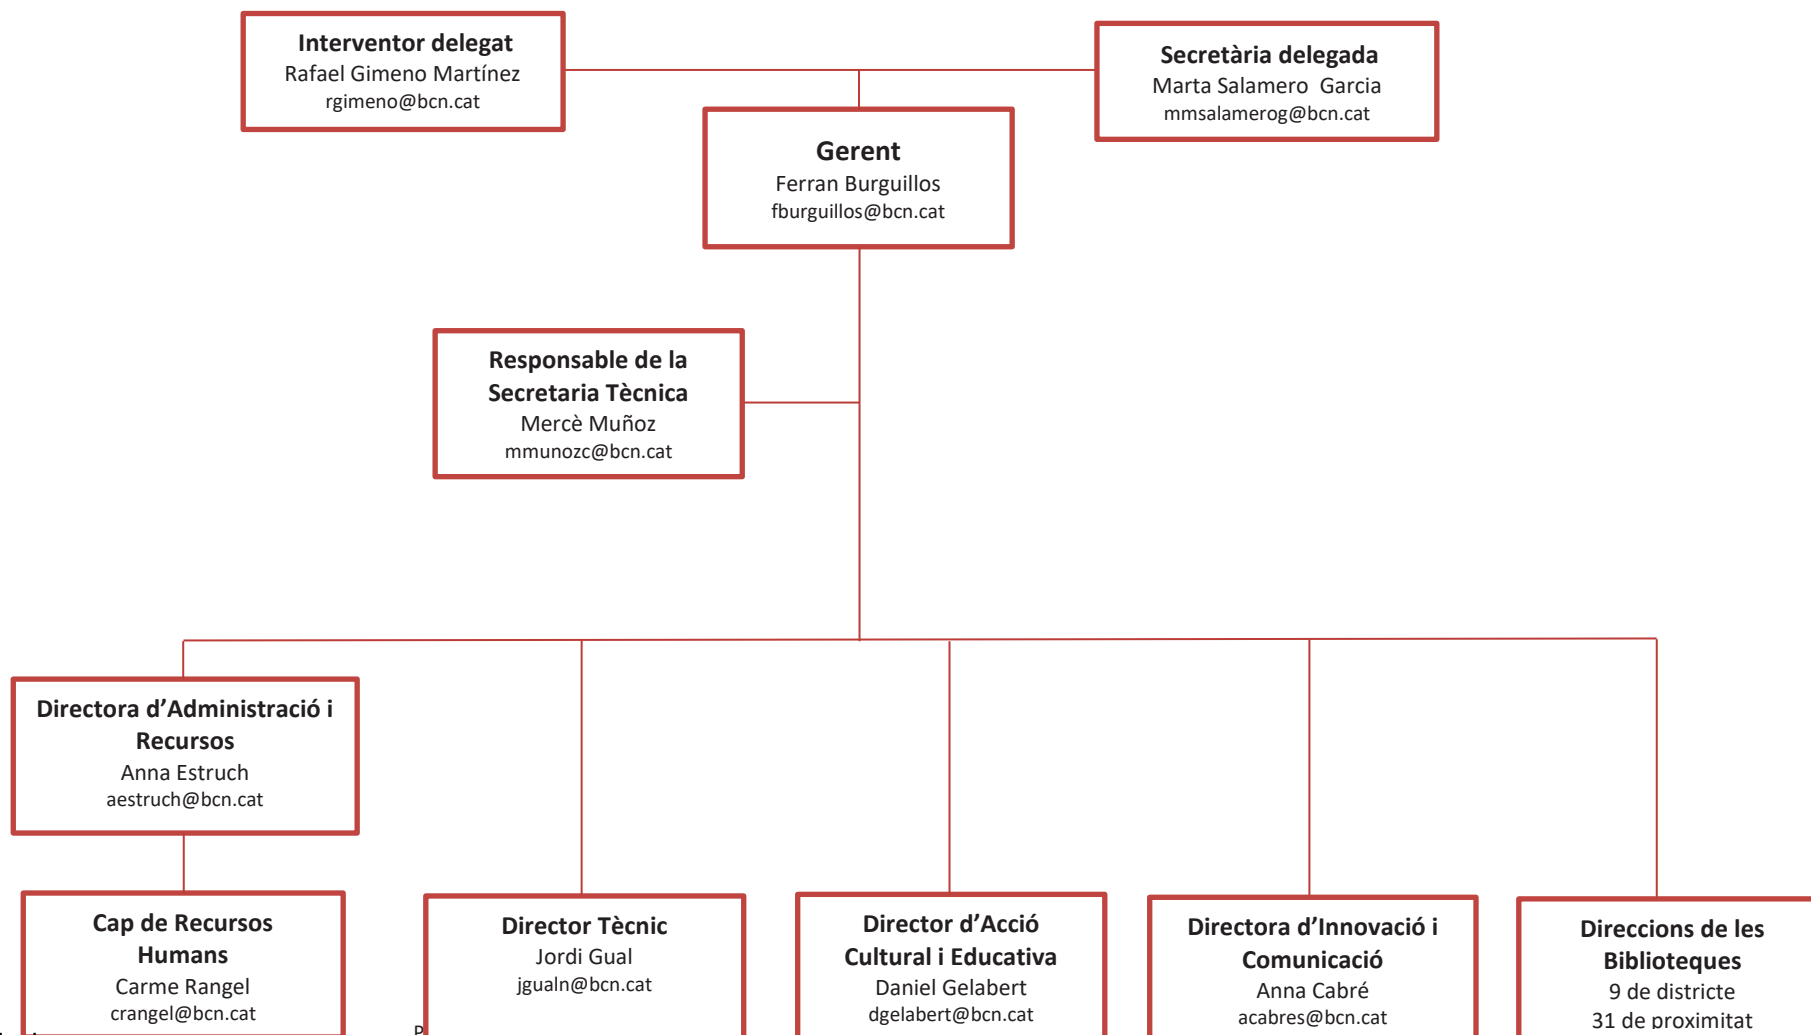 Interventor delegat
Rafael Gimeno Martínez
rgimeno@bcn.cat
Secretària delegada
Marta Salamero Garcia
mmsalamerog@bcn.cat
Gerent
Ferran Burguillos
fburguillos@bcn.cat
Responsable de la
Secretaria Tècnica
Mercè Muñoz
mmunozc@bcn.cat
Directora d’Administració i
Recursos
Anna Estruch
aestruch@bcn.cat
Cap de Recursos
Humans
Carme Rangel
crangel@bcn.cat
Director Tècnic
Jordi Gual
jgualn@bcn.cat
Director d’Acció
Cultural i Educativa
Daniel Gelabert
dgelabert@bcn.cat
Directora d’Innovació i
Comunicació
Anna Cabré
acabres@bcn.cat
Direccions de les
Biblioteques
9 de districte
31 de proximitat